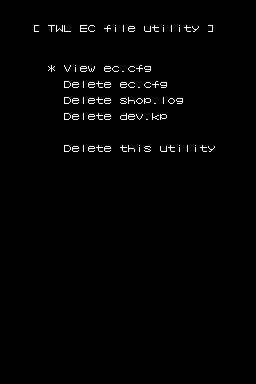 [ TWL EC file utility ]
* View ec.cfg
Delete ec.cfg
Delete shop.log
Delete dev.kp
Delete this utility